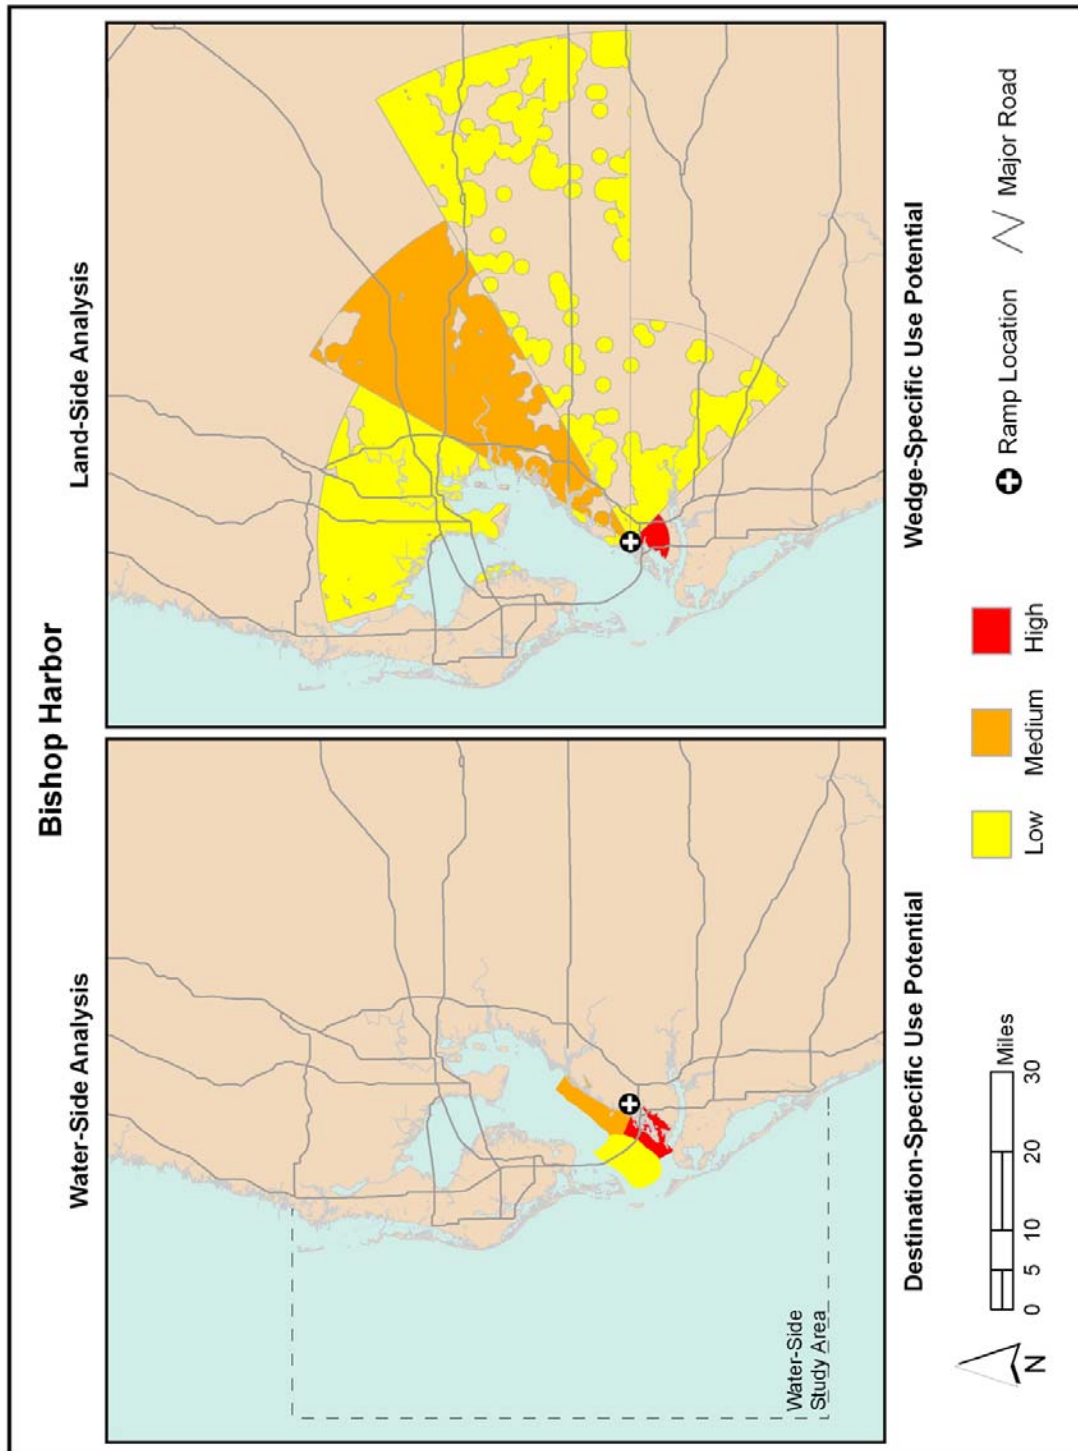 Bishop Harbor
Water-Side Analysis
Land-Side Analysis
Water-Side
Study Area
Destination-Specific Use Potential
Wedge-Specific Use Potential
N
0 5 10 20 30
Miles
Low
Medium
High
Ramp Location
Major Road